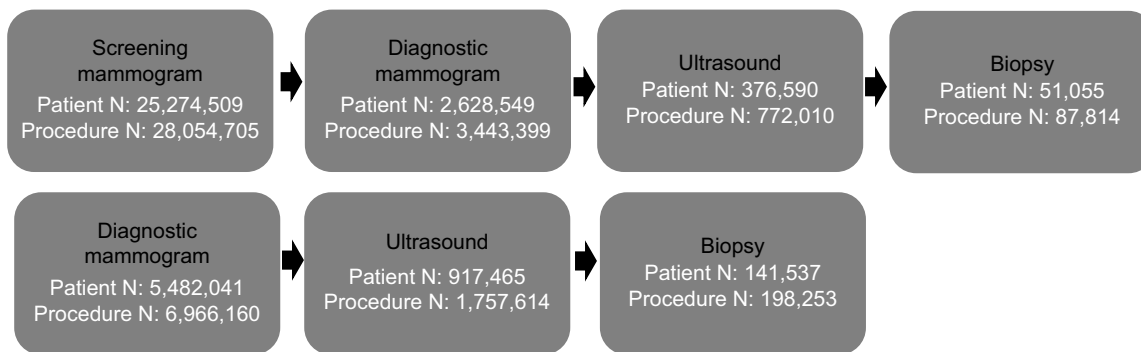 Screening
mammogram
Patient N: 25,274,509
Procedure N: 28,054,705
Diagnostic
mammogram
Patient N: 2,628,549
Procedure N: 3,443,399
Ultrasound
Patient N: 376,590
Procedure N: 772,010
Biopsy
Patient N: 51,055
Procedure N: 87,814
Diagnostic
mammogram
Patient N: 5,482,041
Procedure N: 6,966,160
Ultrasound
Patient N: 917,465
Procedure N: 1,757,614
Biopsy
Patient N: 141,537
Procedure N: 198,253